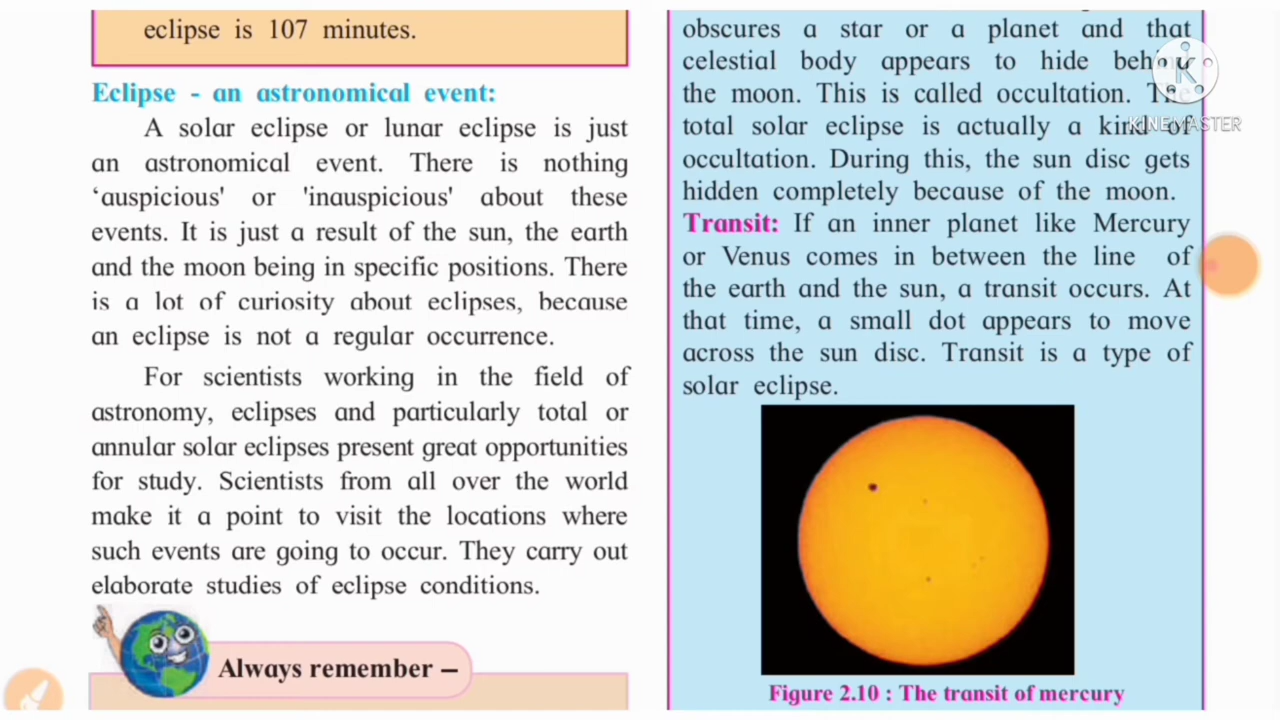 eclipse is 107 minutes.
Eclipse - an astronomical event:
A solar eclipse or lunar eclipse is just
an astronomical event. There is nothing
‘auspicious' or 'inauspicious' about these
events. It is just a result of the sun, the earth
and the moon being in specific positions. There
is a lot of curiosity about eclipses, because
an eclipse is not a regular occurrence.
For scientists working in the field of
astronomy, eclipses and particularly total or
annular solar eclipses present great opportunities
for study. Scientists from all over the world
make it a point to visit the locations where
such events are going to occur. They carry out
elaborate studies of eclipse conditions.
Always remember –
obscures a star or a planet and that
celestial body appears to hide behind
the moon. This is called occultation. The
total solar eclipse is actually a kind of
occultation. During this, the sun disc gets
hidden completely because of the moon.
Transit: If an inner planet like Mercury
or Venus comes in between the line of
the earth and the sun, a transit occurs. At
that time, a small dot appears to move
across the sun disc. Transit is a type of
solar eclipse.
Figure 2.10 : The transit of mercury
K
KINEMASTER